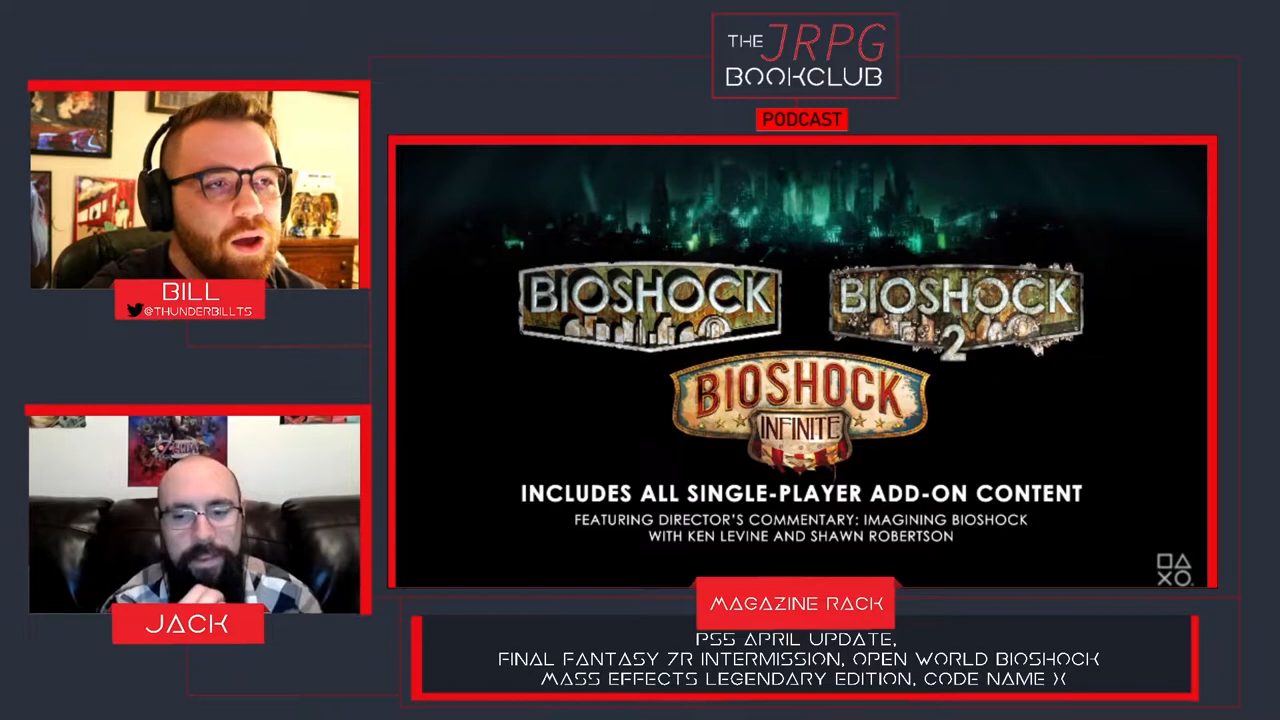 THE JRPG
BOOKCLUB
PODCAST
BILL
@THUNDERBILLTS
JACK
BIOSHOCK
BIOSHOCK
2
BIOSHOCK
INFINITE
INCLUDES ALL SINGLE-PLAYER ADD-ON CONTENT
FEATURING DIRECTOR'S COMMENTARY: IMAGINING BIOSHOCK
WITH KEN LEVINE AND SHAWN ROBERTSON
MAGAZINE RACK
PS5 APRIL UPDATE,
FINAL FANTASY 7R INTERMISSION, OPEN WORLD BIOSHOCK
MASS EFFECTS LEGENDARY EDITION, CODE NAME X